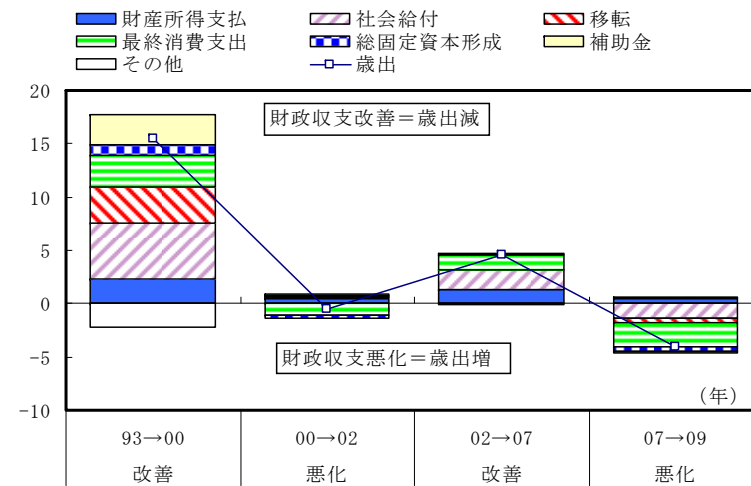 財産所得支払 社会給付 移転
最終消費支出 総固定資本形成 補助金
その他 歳出
20
財政収支改善＝歳出減
15
10
5
0
財政収支悪化＝歳出増
-5
(年)
-10
93→00 00→02 02→07 07→09
改善 悪化 改善 悪化